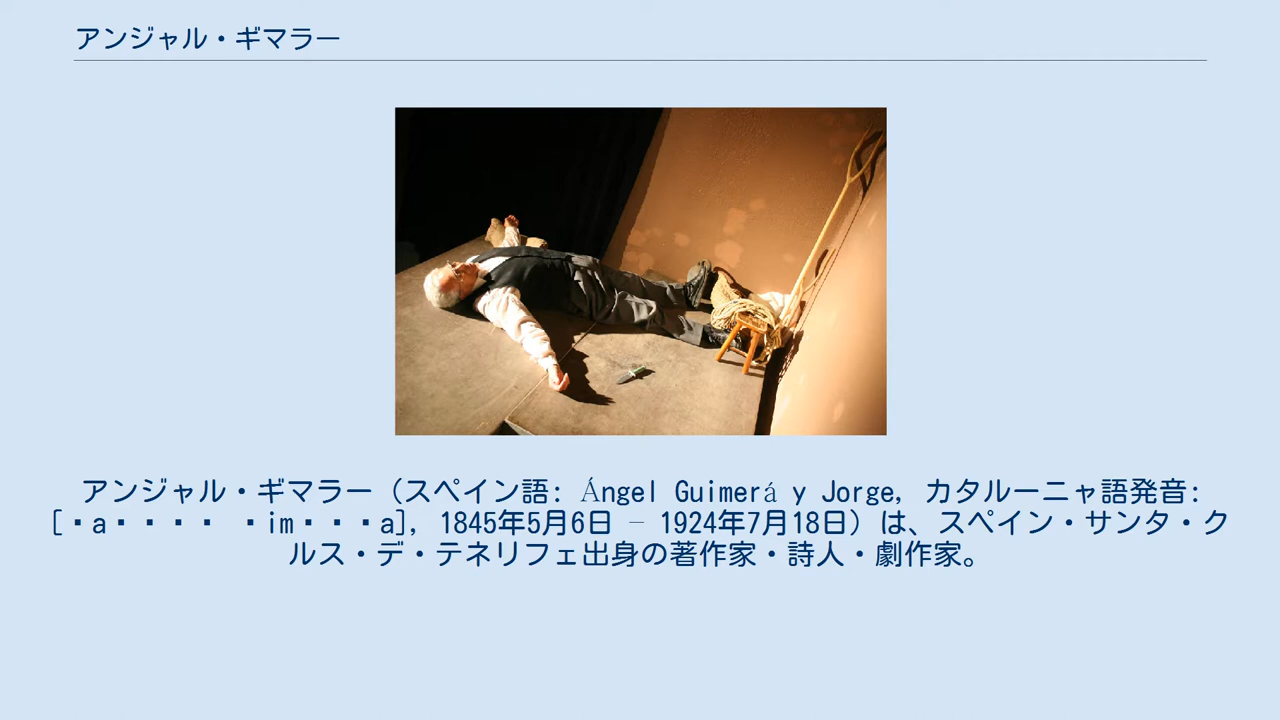 アンジャル・ギマラー
アンジャル・ギマラー（スペイン語: Ángel Guimerá y Jorge, カタルーニャ語発音:
[·a···· ·im···a], 1845年5月6日 – 1924年7月18日）は、スペイン・サンタ・ク
ルス・デ・テネリフェ出身の著作家・詩人・劇作家。